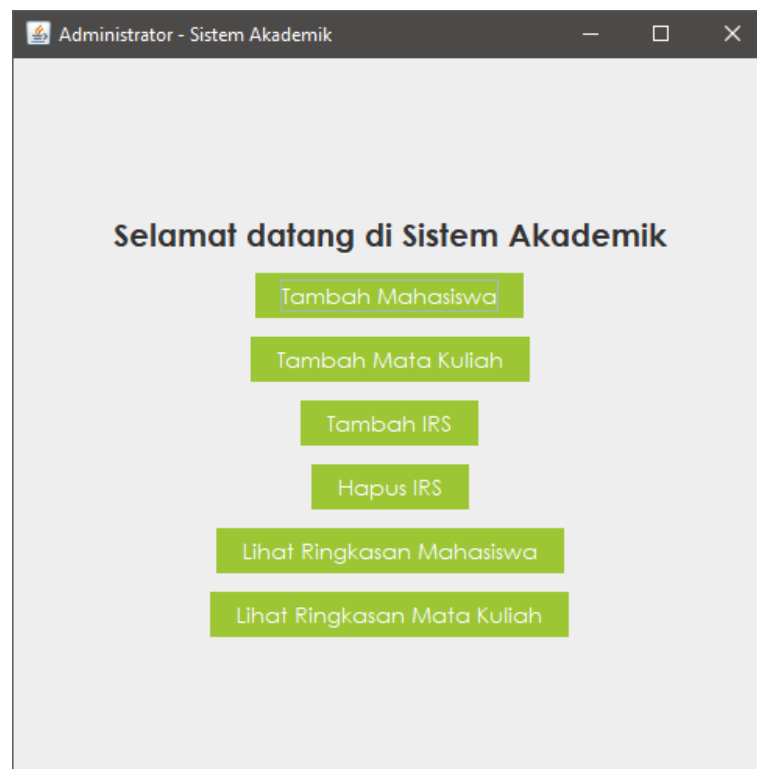 Administrator - Sistem Akademik
Selamat datang di Sistem Akademik
Tambah Mahasiswa
Tambah Mata Kuliah
Tambah IRS
Hapus IRS
Lihat Ringkasan Mahasiswa
Lihat Ringkasan Mata Kuliah